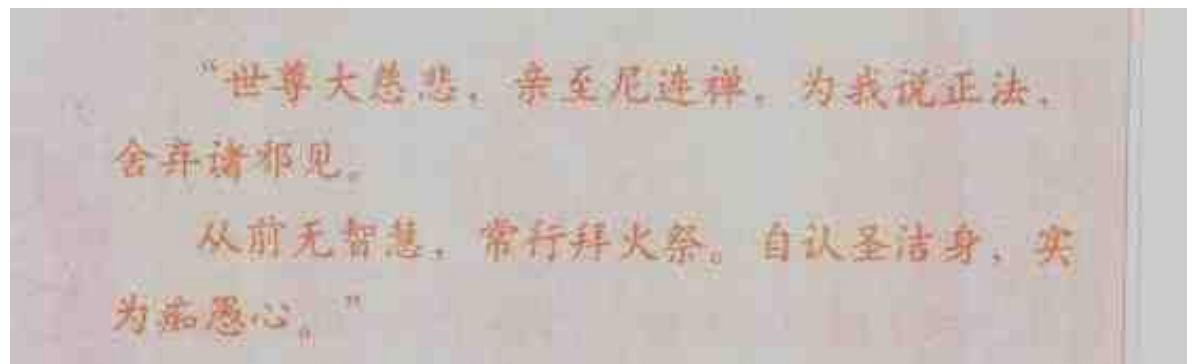 “世尊大慈悲，亲至尼连禅，为我说正法，
舍弃诸邪见。
从前无智慧，常行拜火祭。自认圣洁身，实
为痴愚心。”